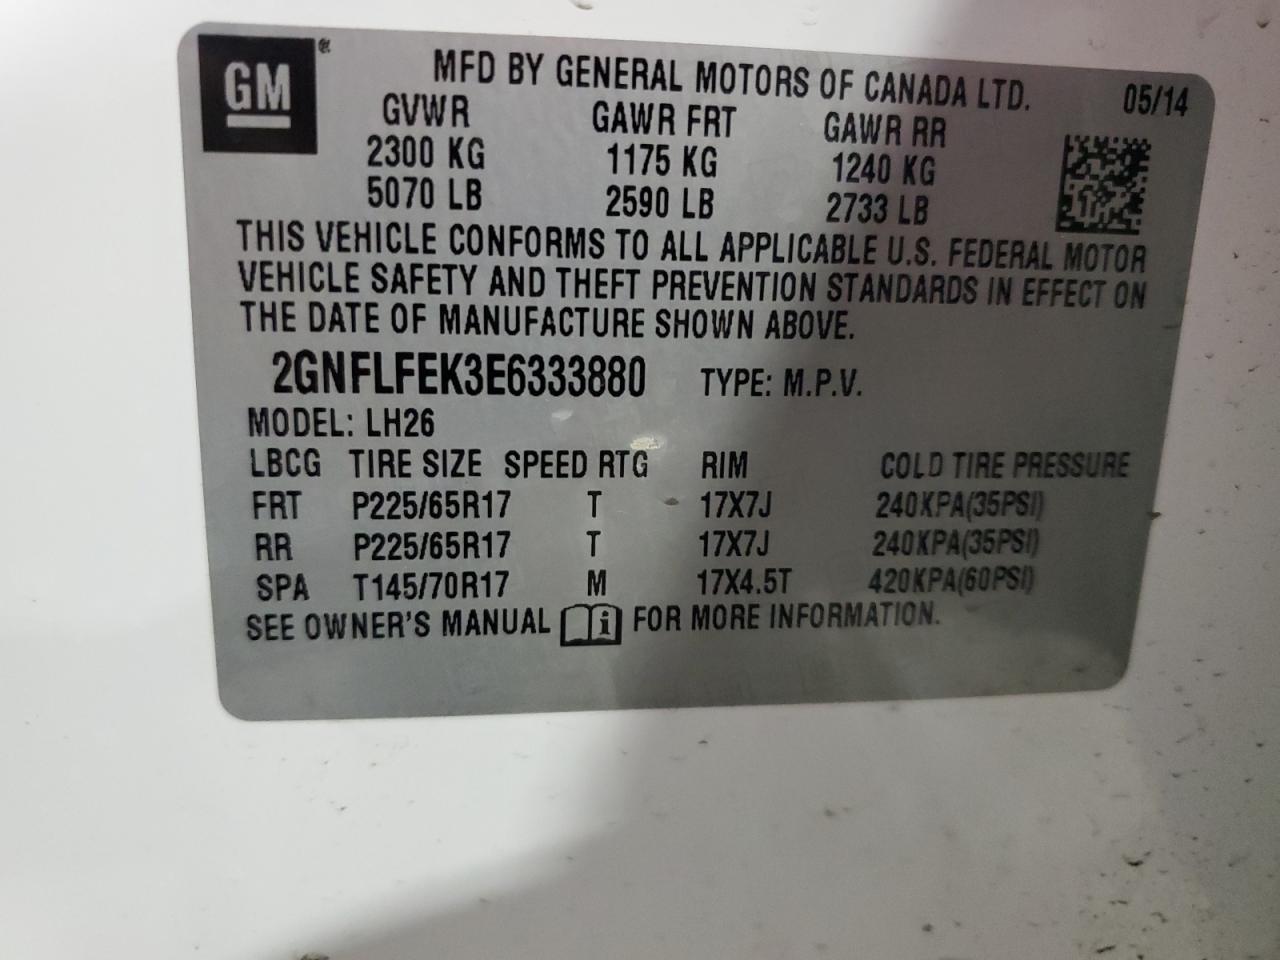 GM®
MFD BY GENERAL MOTORS OF CANADA LTD. 05/14
GVWR GAWR FRT GAWR RR
2300 KG 1175 KG 1240 KG
5070 LB 2590 LB 2733 LB
THIS VEHICLE CONFORMS TO ALL APPLICABLE U.S. FEDERAL MOTOR
VEHICLE SAFETY AND THEFT PREVENTION STANDARDS IN EFFECT ON
THE DATE OF MANUFACTURE SHOWN ABOVE.
2GNFLFEK3E6333880 TYPE: M.P.V.
MODEL: LH26
LBCG TIRE SIZE SPEED RTG RIM COLD TIRE PRESSURE
FRT P225/65R17 T 17X7J 240KPA(35PSI)
RR P225/65R17 T 17X7J 240KPA(35PSI)
SPA T145/70R17 M 17X4.5T 420KPA(60PSI)
SEE OWNER'S MANUAL i FOR MORE INFORMATION.